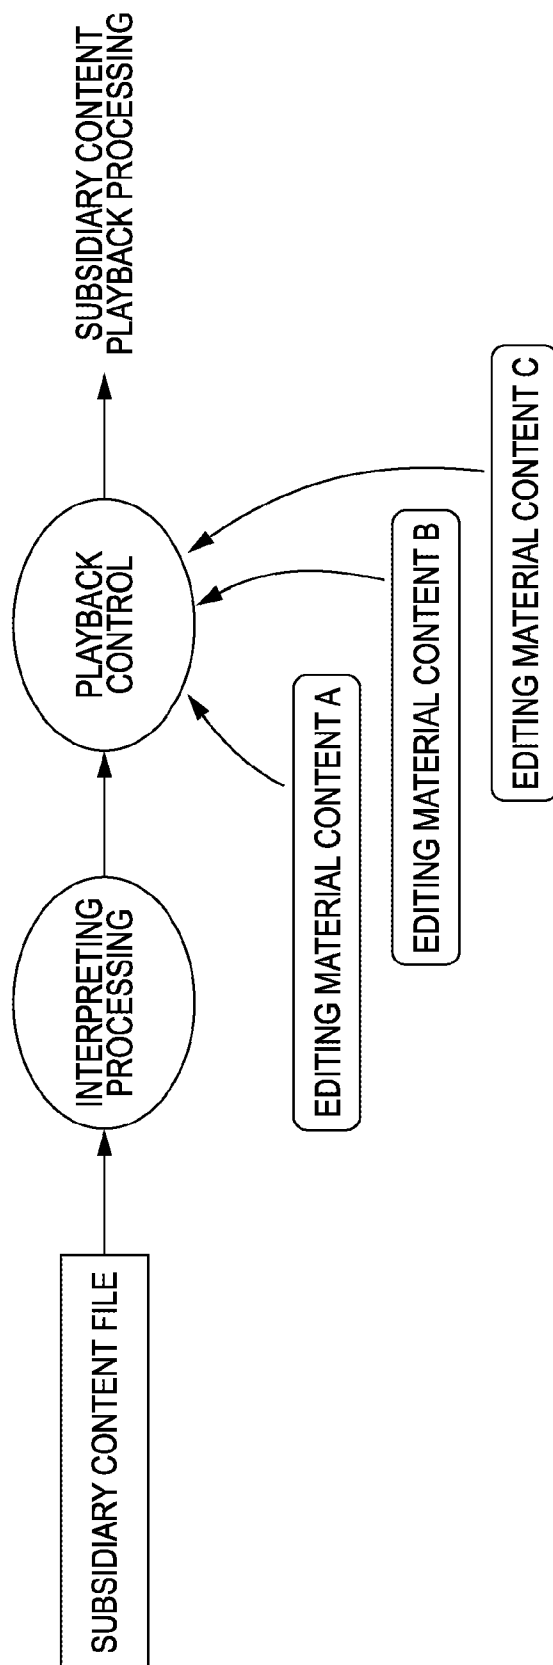 SUBSIDIARY CONTENT FILE
INTERPRETING
PROCESSING
PLAYBACK
CONTROL
SUBSIDIARY CONTENT
PLAYBACK PROCESSING
EDITING MATERIAL CONTENT A
EDITING MATERIAL CONTENT B
EDITING MATERIAL CONTENT C